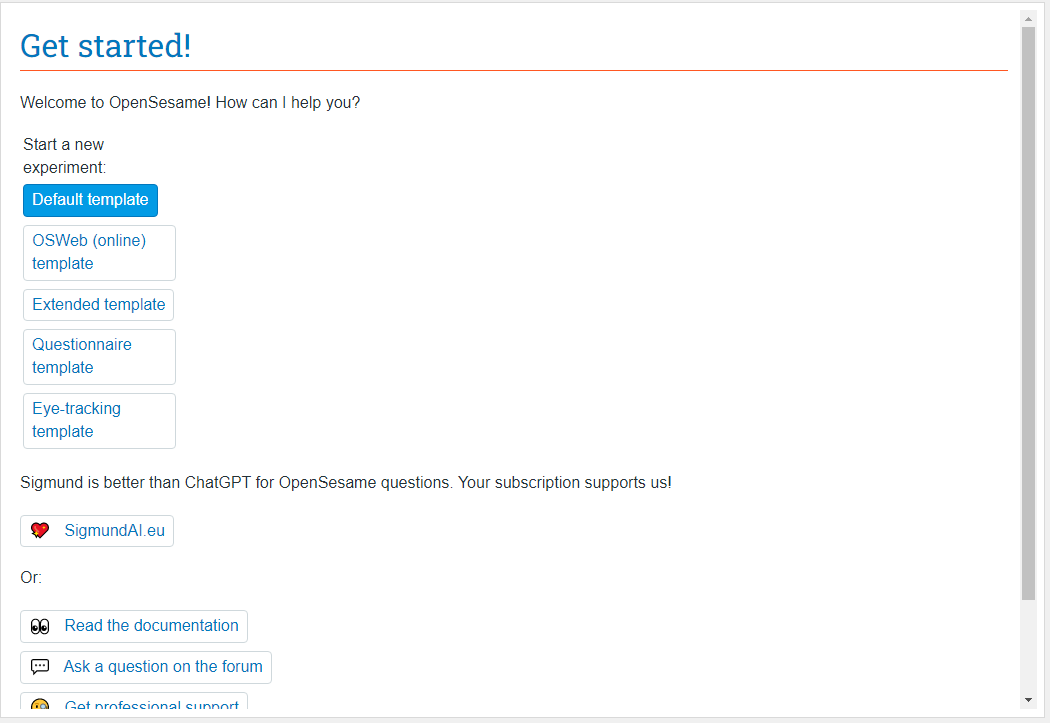 Get started!
Welcome to OpenSesame! How can I help you?
Start a new
experiment:
Default template
OSWeb (online)
template
Extended template
Questionnaire
template
Eye-tracking
template
Sigmund is better than ChatGPT for OpenSesame questions. Your subscription supports us!
SigmundAI.eu
Or:
Read the documentation
Ask a question on the forum
Get professional support